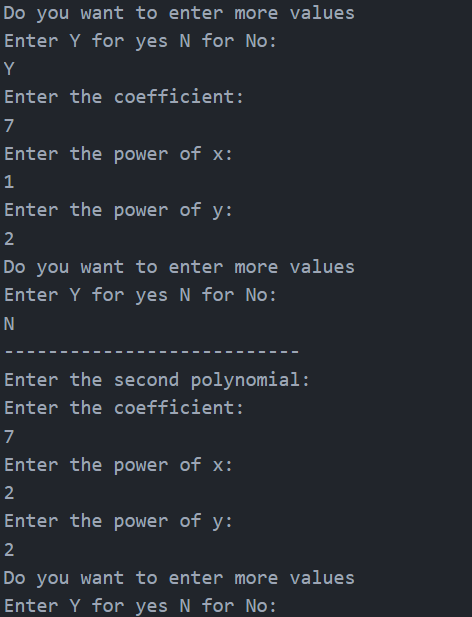 Do you want to enter more values
Enter Y for yes N for No:
Y
Enter the coefficient:
7
Enter the power of x:
1
Enter the power of y:
2
Do you want to enter more values
Enter Y for yes N for No:
N
---------------------------
Enter the second polynomial:
Enter the coefficient:
7
Enter the power of x:
2
Enter the power of y:
2
Do you want to enter more values
Enter Y for yes N for No: